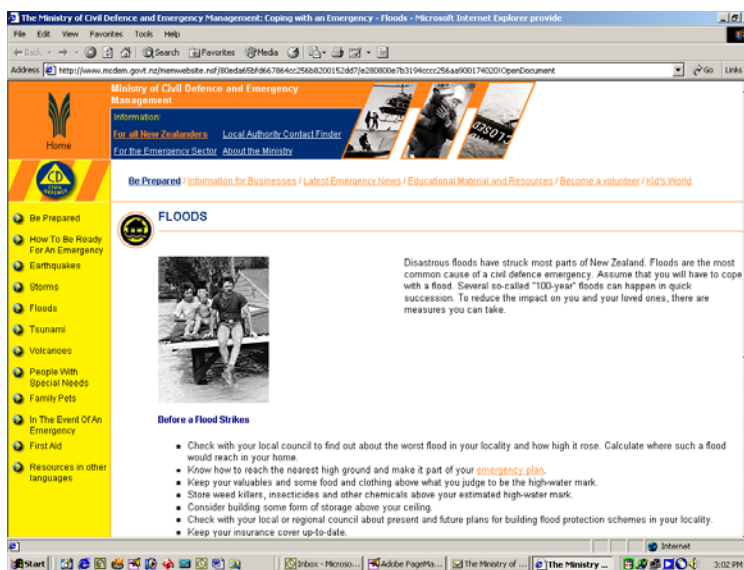 The Ministry of Civil Defence and Emergency Management: Coping with an Emergency - Floods - Microsoft Internet Explorer provide
File Edit View Favorites Tools Help
Back Search Favorites Media
Address http://www.mcdem.govt.nz/memwebsite.nsf/ Go Links
Ministry of Civil Defence and Emergency
Management
Information:
For all New Zealanders Local Authority Contact Finder
For the Emergency Sector About the Ministry
CLOSED
Home
CD
CIVIL
DEFENCE
Be Prepared / Information for Businesses / Latest Emergency News / Educational Material and Resources / Become a volunteer / Kid's World
Be Prepared
How To Be Ready
For An Emergency
Earthquakes
Storms
Floods
Tsunami
Volcanoes
People With
Special Needs
Family Pets
In The Event Of An
Emergency
First Aid
Resources in other
languages
FLOODS
Disastrous floods have struck most parts of New Zealand. Floods are the most
common cause of a civil defence emergency. Assume that you will have to cope
with a flood. Several so-called "100-year" floods can happen in quick
succession. To reduce the impact on you and your loved ones, there are
measures you can take.
Before a Flood Strikes
Check with your local council to find out about the worst flood in your locality and how high it rose. Calculate where such a flood
would reach in your home.
Know how to reach the nearest high ground and make it part of your emergency plan.
Keep your valuables and some food and clothing above what you judge to be the high-water mark.
Store weed killers, insecticides and other chemicals above your estimated high-water mark.
Consider building some form of storage above your ceiling.
Check with your local or regional council about present and future plans for building flood protection schemes in your locality.
Keep your insurance cover up-to-date.
Internet
Start Inbox - Microso... Adobe PageMa... The Ministry of ... The Ministry ... 3:02 PM